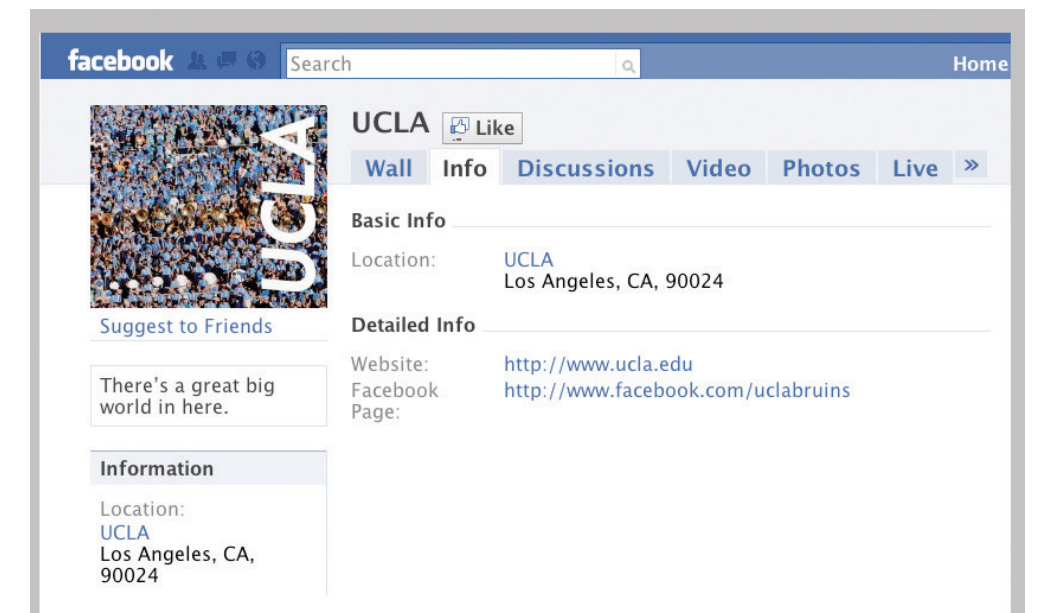 facebook Search Home
UCLA
UCLA Like
Wall Info Discussions Video Photos Live »
Suggest to Friends
There's a great big
world in here.
Information
Location:
UCLA
Los Angeles, CA,
90024
Basic Info
Location: UCLA
Los Angeles, CA, 90024
Detailed Info
Website: http://www.ucla.edu
Facebook http://www.facebook.com/uclabruins
Page: